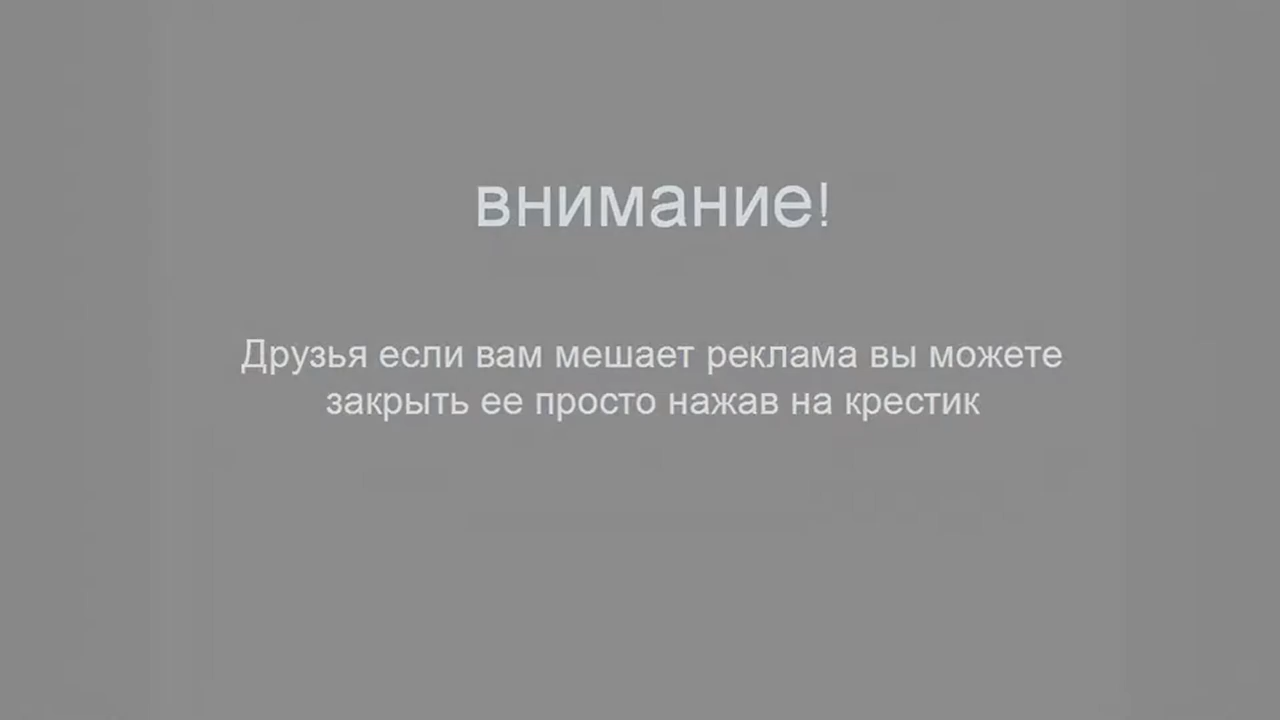 внимание!
Друзья если вам мешает реклама вы можете
закрыть ее просто нажав на крестик